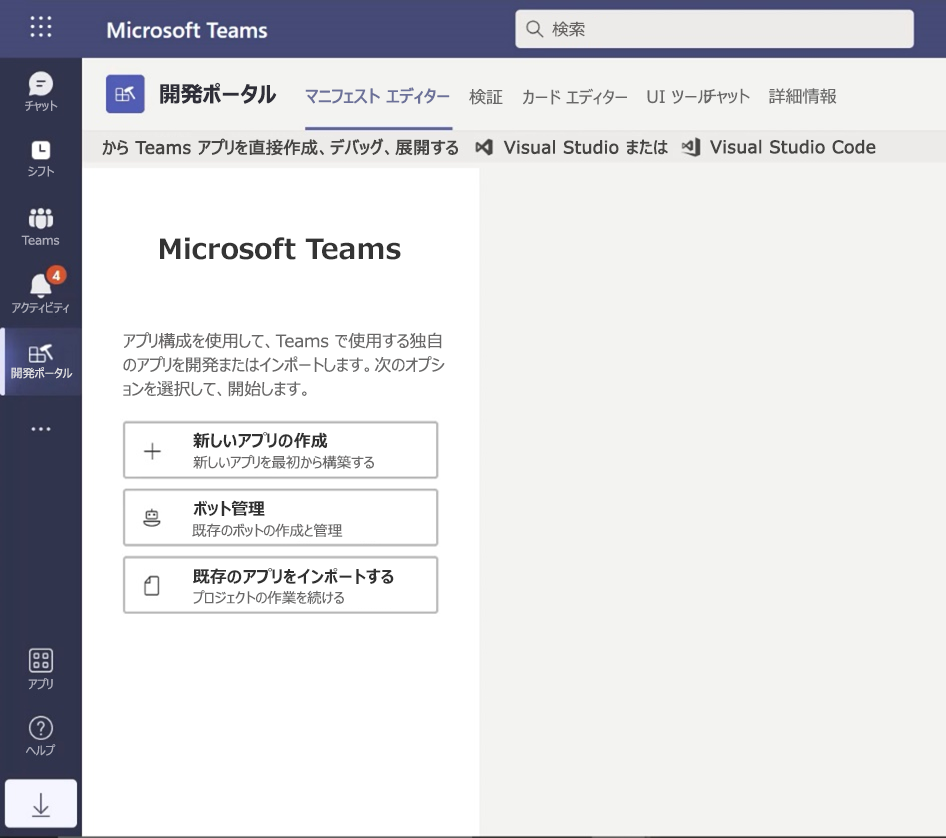 Microsoft Teams
検索
チャット
シフト
Teams
4
アクティビティ
開発ポータル
アプリ
ヘルプ
開発ポータル
マニフェスト エディター
検証
カード エディター
UI ツールチャット
詳細情報
から Teams アプリを直接作成、デバッグ、展開する Visual Studio または Visual Studio Code
Microsoft Teams
アプリ構成を使用して、Teams で使用する独自
のアプリを開発またはインポートします。次のオプシ
ョンを選択して、開始します。
新しいアプリの作成
新しいアプリを最初から構築する
ボット管理
既存のボットの作成と管理
既存のアプリをインポートする
プロジェクトの作業を続ける